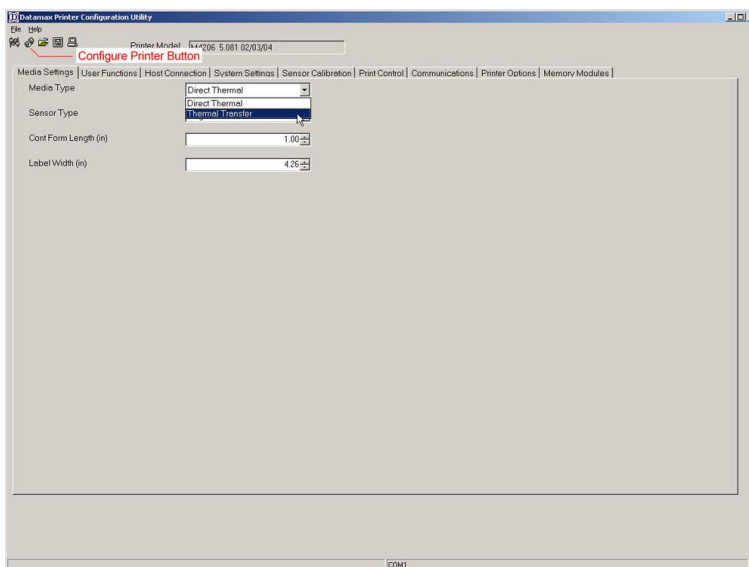 Datamax Printer Configuration Utility
File Help
Printer Model: M4206 5.081 02/03/04
Configure Printer Button
Media Settings User Functions Host Connection System Settings Sensor Calibration Print Control Communications Printer Options Memory Modules
Media Type Direct Thermal
Direct Thermal
Sensor Type Thermal Transfer
Cont Form Length (in) 1.00
Label Width (in) 4.26
COM1